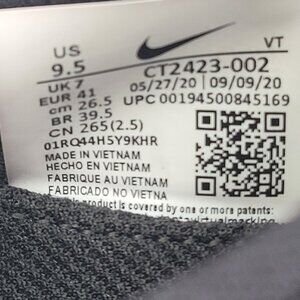 US VT
9.5 CT2423-002
UK 7 05/27/20 09/09/20
EUR 41 UPC 00194500845169
cm 26.5
BR 39.5
CN 265(2.5)
01RQ44H5Y9KHR
MADE IN VIETNAM
HECHO EN VIETNAM
FABRIQUE AU VIETNAM
FABRICADO NO VIETNA
product is covered by one or more patents: